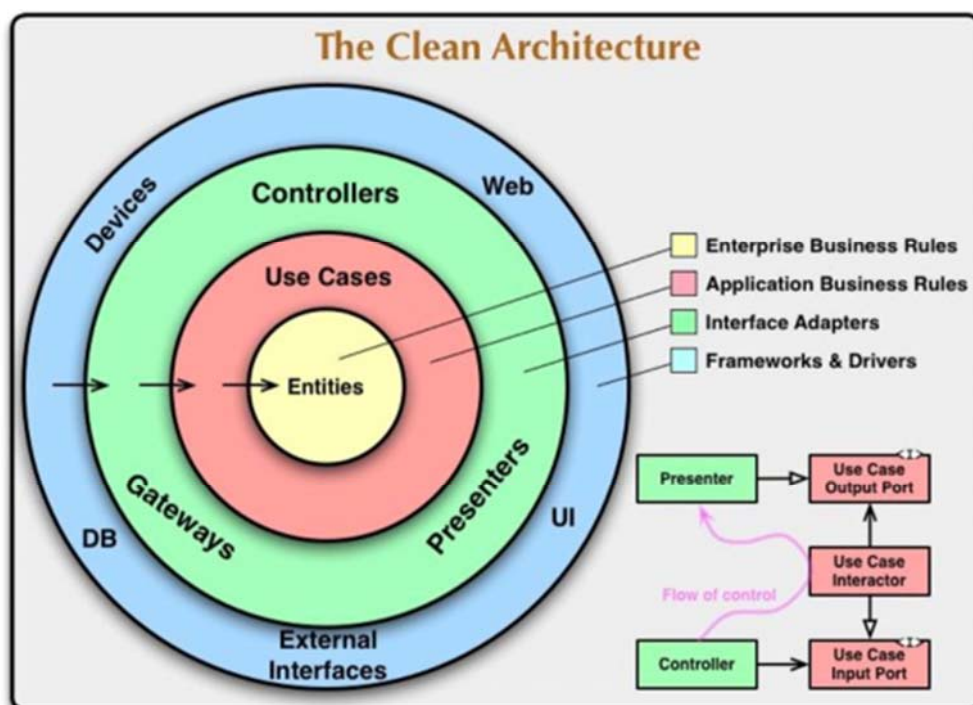 The Clean Architecture
Devices
Controllers
Web
Use Cases
Entities
Gateways
Presenters
DB
UI
External
Interfaces
Enterprise Business Rules
Application Business Rules
Interface Adapters
Frameworks & Drivers
Presenter
Use Case
Output Port
<I>
Flow of control
Use Case
Interactor
Controller
Use Case
Input Port
<I>